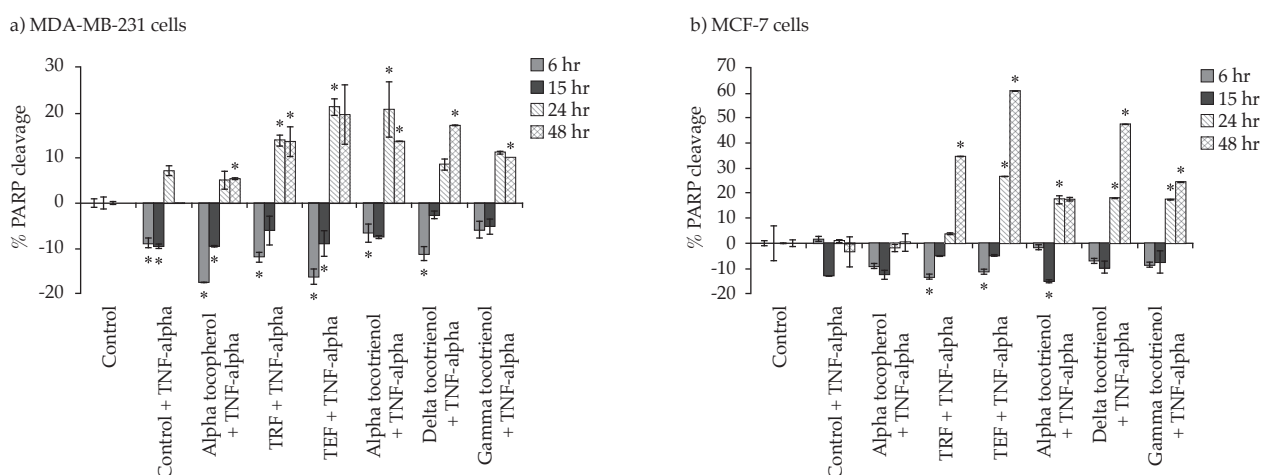 a) MDA-MB-231 cells
% PARP cleavage
30
20
10
0
-10
-20
* * * * * * * * * * * * * * * * *
6 hr
15 hr
24 hr
48 hr
Control
Control + TNF-alpha
Alpha tocopherol
+ TNF-alpha
TRF + TNF-alpha
TEF + TNF-alpha
Alpha tocotrienol
+ TNF-alpha
Delta tocotrienol
+ TNF-alpha
Gamma tocotrienol
+ TNF-alpha
b) MCF-7 cells
% PARP cleavage
70
60
50
40
30
20
10
0
-10
-20
* * * * * * * * * * * 
6 hr
15 hr
24 hr
48 hr
Control
Control + TNF-alpha
Alpha tocopherol
+ TNF-alpha
TRF + TNF-alpha
TEF + TNF-alpha
Alpha tocotrienol
+ TNF-alpha
Delta tocotrienol
+ TNF-alpha
Gamma tocotrienol
+ TNF-alpha